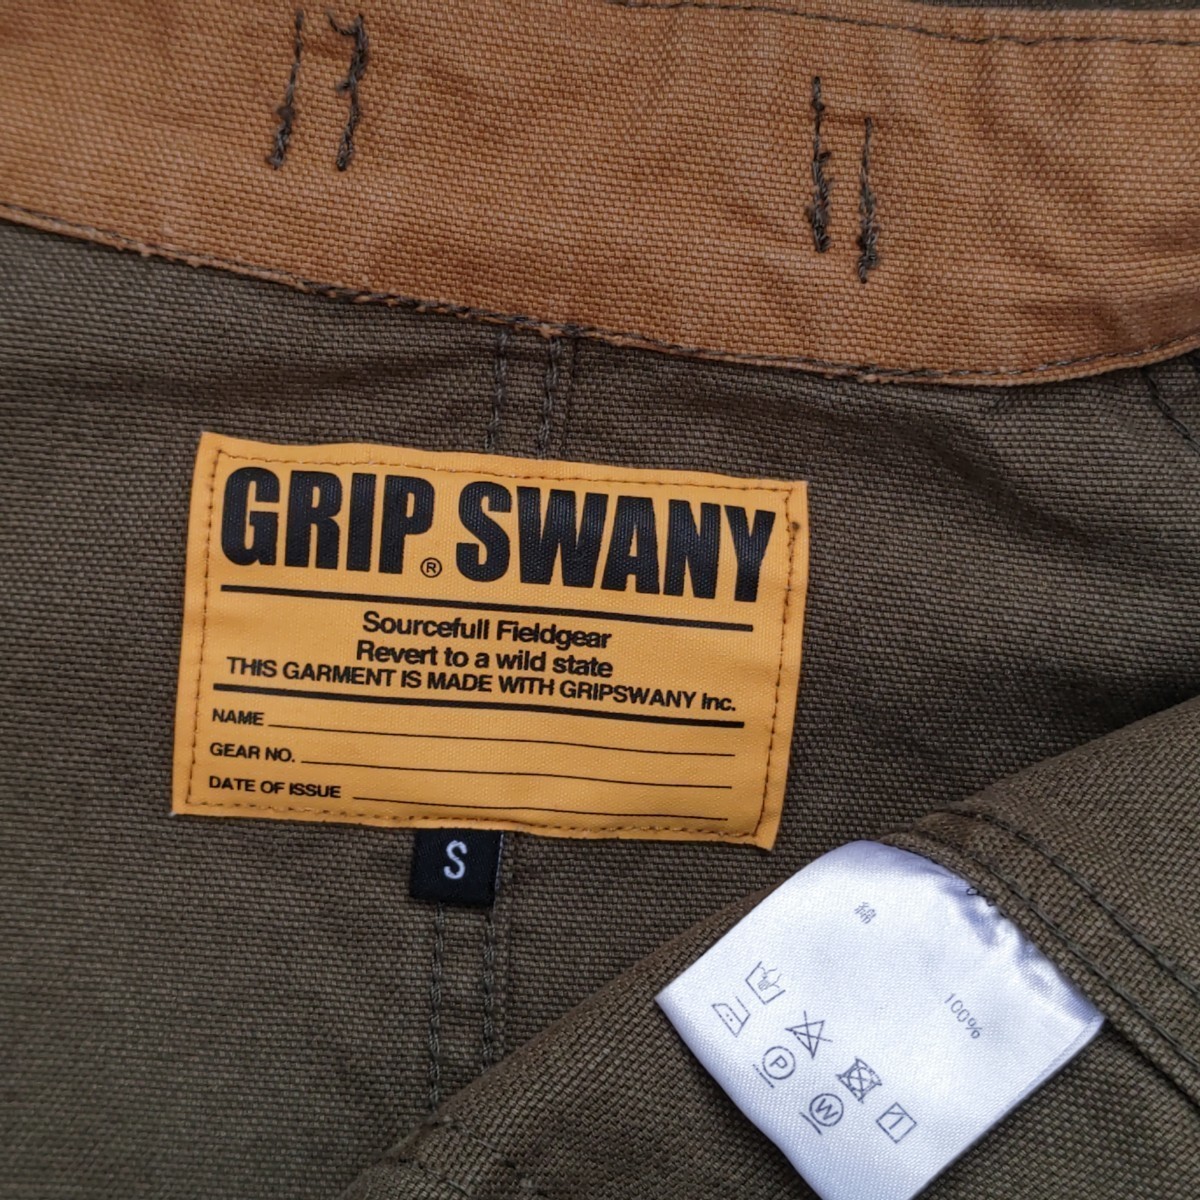 GRIP SWANY
®
Sourcefull Fieldgear
Revert to a wild state
THIS GARMENT IS MADE WITH GRIPSWANY Inc.
NAME
GEAR NO.
DATE OF ISSUE
S
綿 100%
P
W